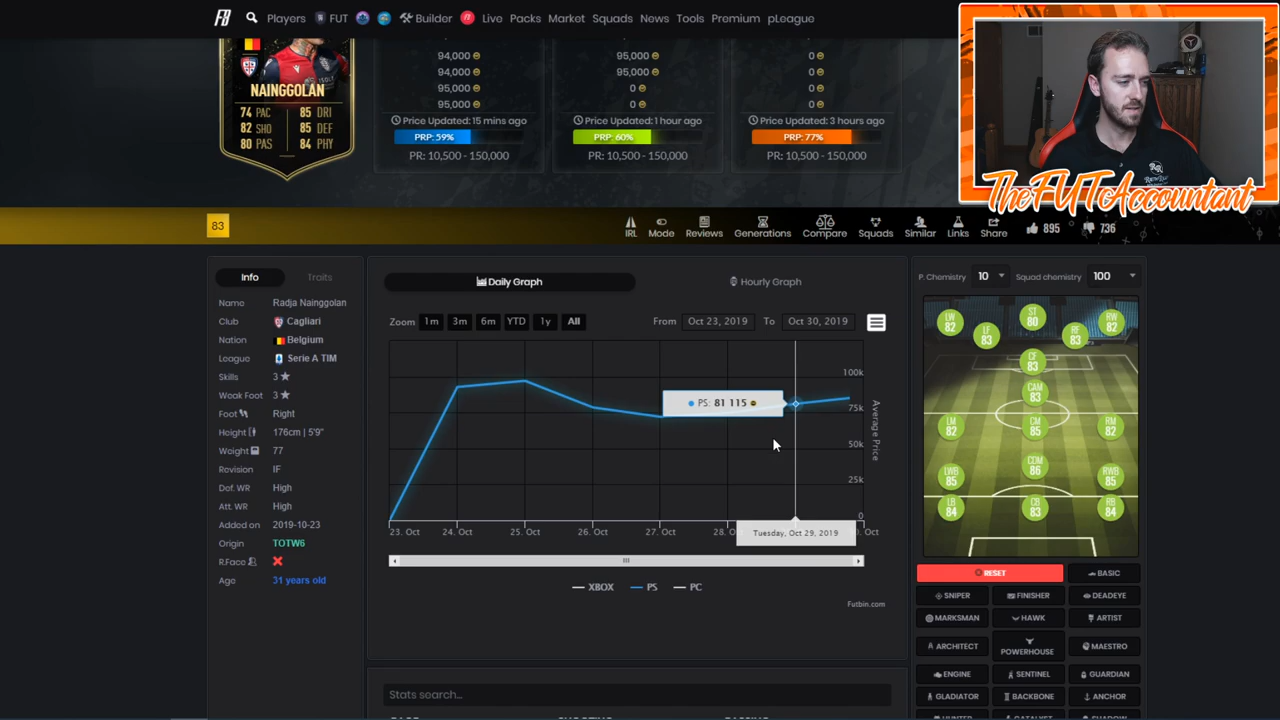 Players FUT Builder Live Packs Market Squads News Tools Premium pLeague
NAINGGOLAN
74 PAC 85 DRI
82 SHO 85 DEF
80 PAS 84 PHY
94,000 95,000 0
94,000 95,000 0
95,000 0 0
95,000 0 0
Price Updated: 15 mins ago Price Updated: 1 hour ago Price Updated: 3 hours ago
PRP: 59% PRP: 60% PRP: 77%
PR: 10,500 - 150,000 PR: 10,500 - 150,000 PR: 10,500 - 150,000
TheFUTAccountant
83
IRL Mode Reviews Generations Compare Squads Similar Links Share 895 736
Info Traits
Name Radja Nainggolan
Club Cagliari
Nation Belgium
League Serie A TIM
Skills 3
Weak Foot 3
Foot Right
Height 176cm | 5'9"
Weight 77
Revision IF
Def. WR High
Att. WR High
Added on 2019-10-23
Origin TOTW6
R.Face
Age 31 years old
Daily Graph Hourly Graph
Zoom 1m 3m 6m YTD 1y All From Oct 23, 2019 To Oct 30, 2019
PS: 81 115
100k
75k
50k
25k
0
Average Price
23. Oct 24. Oct 25. Oct 26. Oct 27. Oct 28. Oct
Tuesday, Oct 29, 2019
XBOX PS PC
Futbin.com
Stats search...
P. Chemistry 10 Squad chemistry 100
LW 82
ST 80
RW 82
LF 83
RF 83
CF 83
CAM 83
LM 82
CM 85
RM 82
CDM 86
LWB 85
RWB 85
LB 84
CB 83
RB 84
RESET BASIC
SNIPER FINISHER DEADEYE
MARKSMAN HAWK ARTIST
ARCHITECT POWERHOUSE MAESTRO
ENGINE SENTINEL GUARDIAN
GLADIATOR BACKBONE ANCHOR
HUNTER CATALYST SHADOW